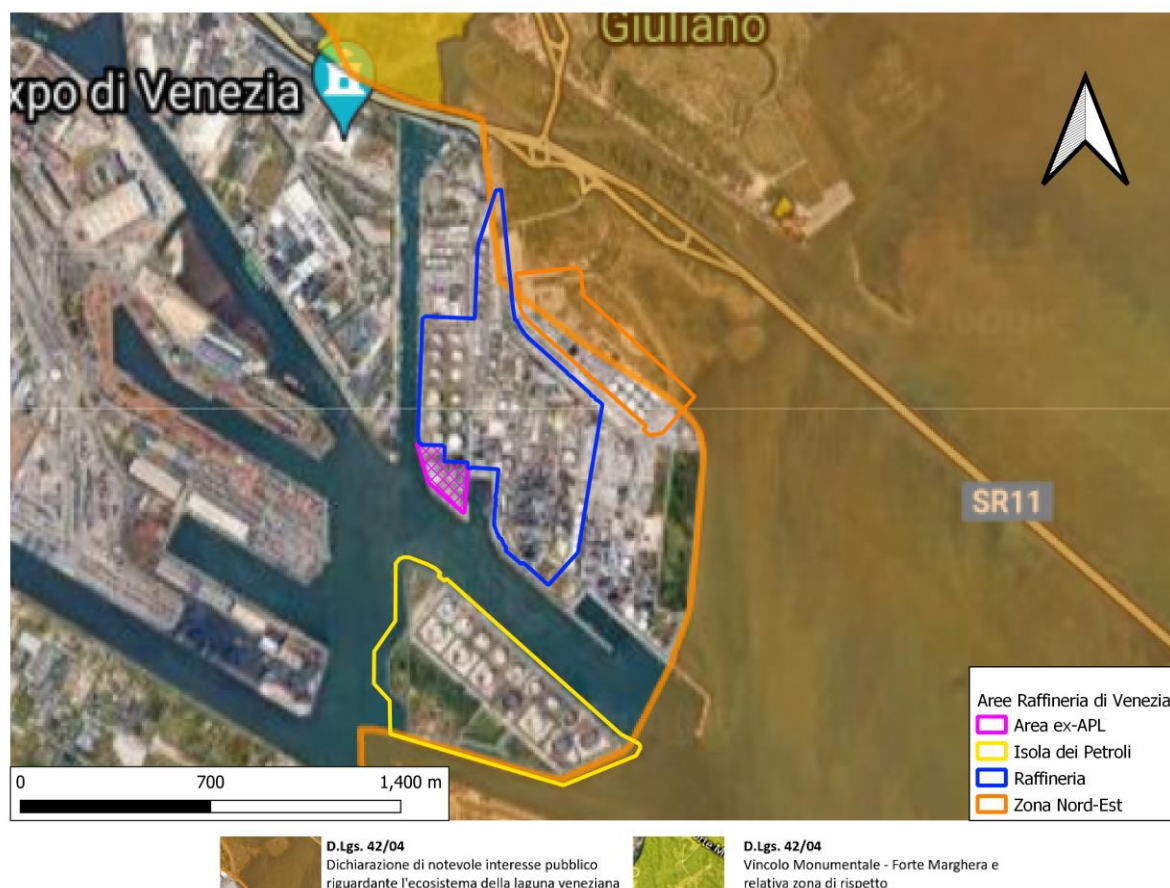 Giuliano
xpo di Venezia
SR11
Aree Raffineria di Venezia
Area ex-APL
Isola dei Petroli
Raffineria
Zona Nord-Est
0 700 1,400 m
D.Lgs. 42/04
Dichiarazione di notevole interesse pubblico
riguardante l'ecosistema della laguna veneziana
D.Lgs. 42/04
Vincolo Monumentale - Forte Marghera e
relativa zona di rispetto